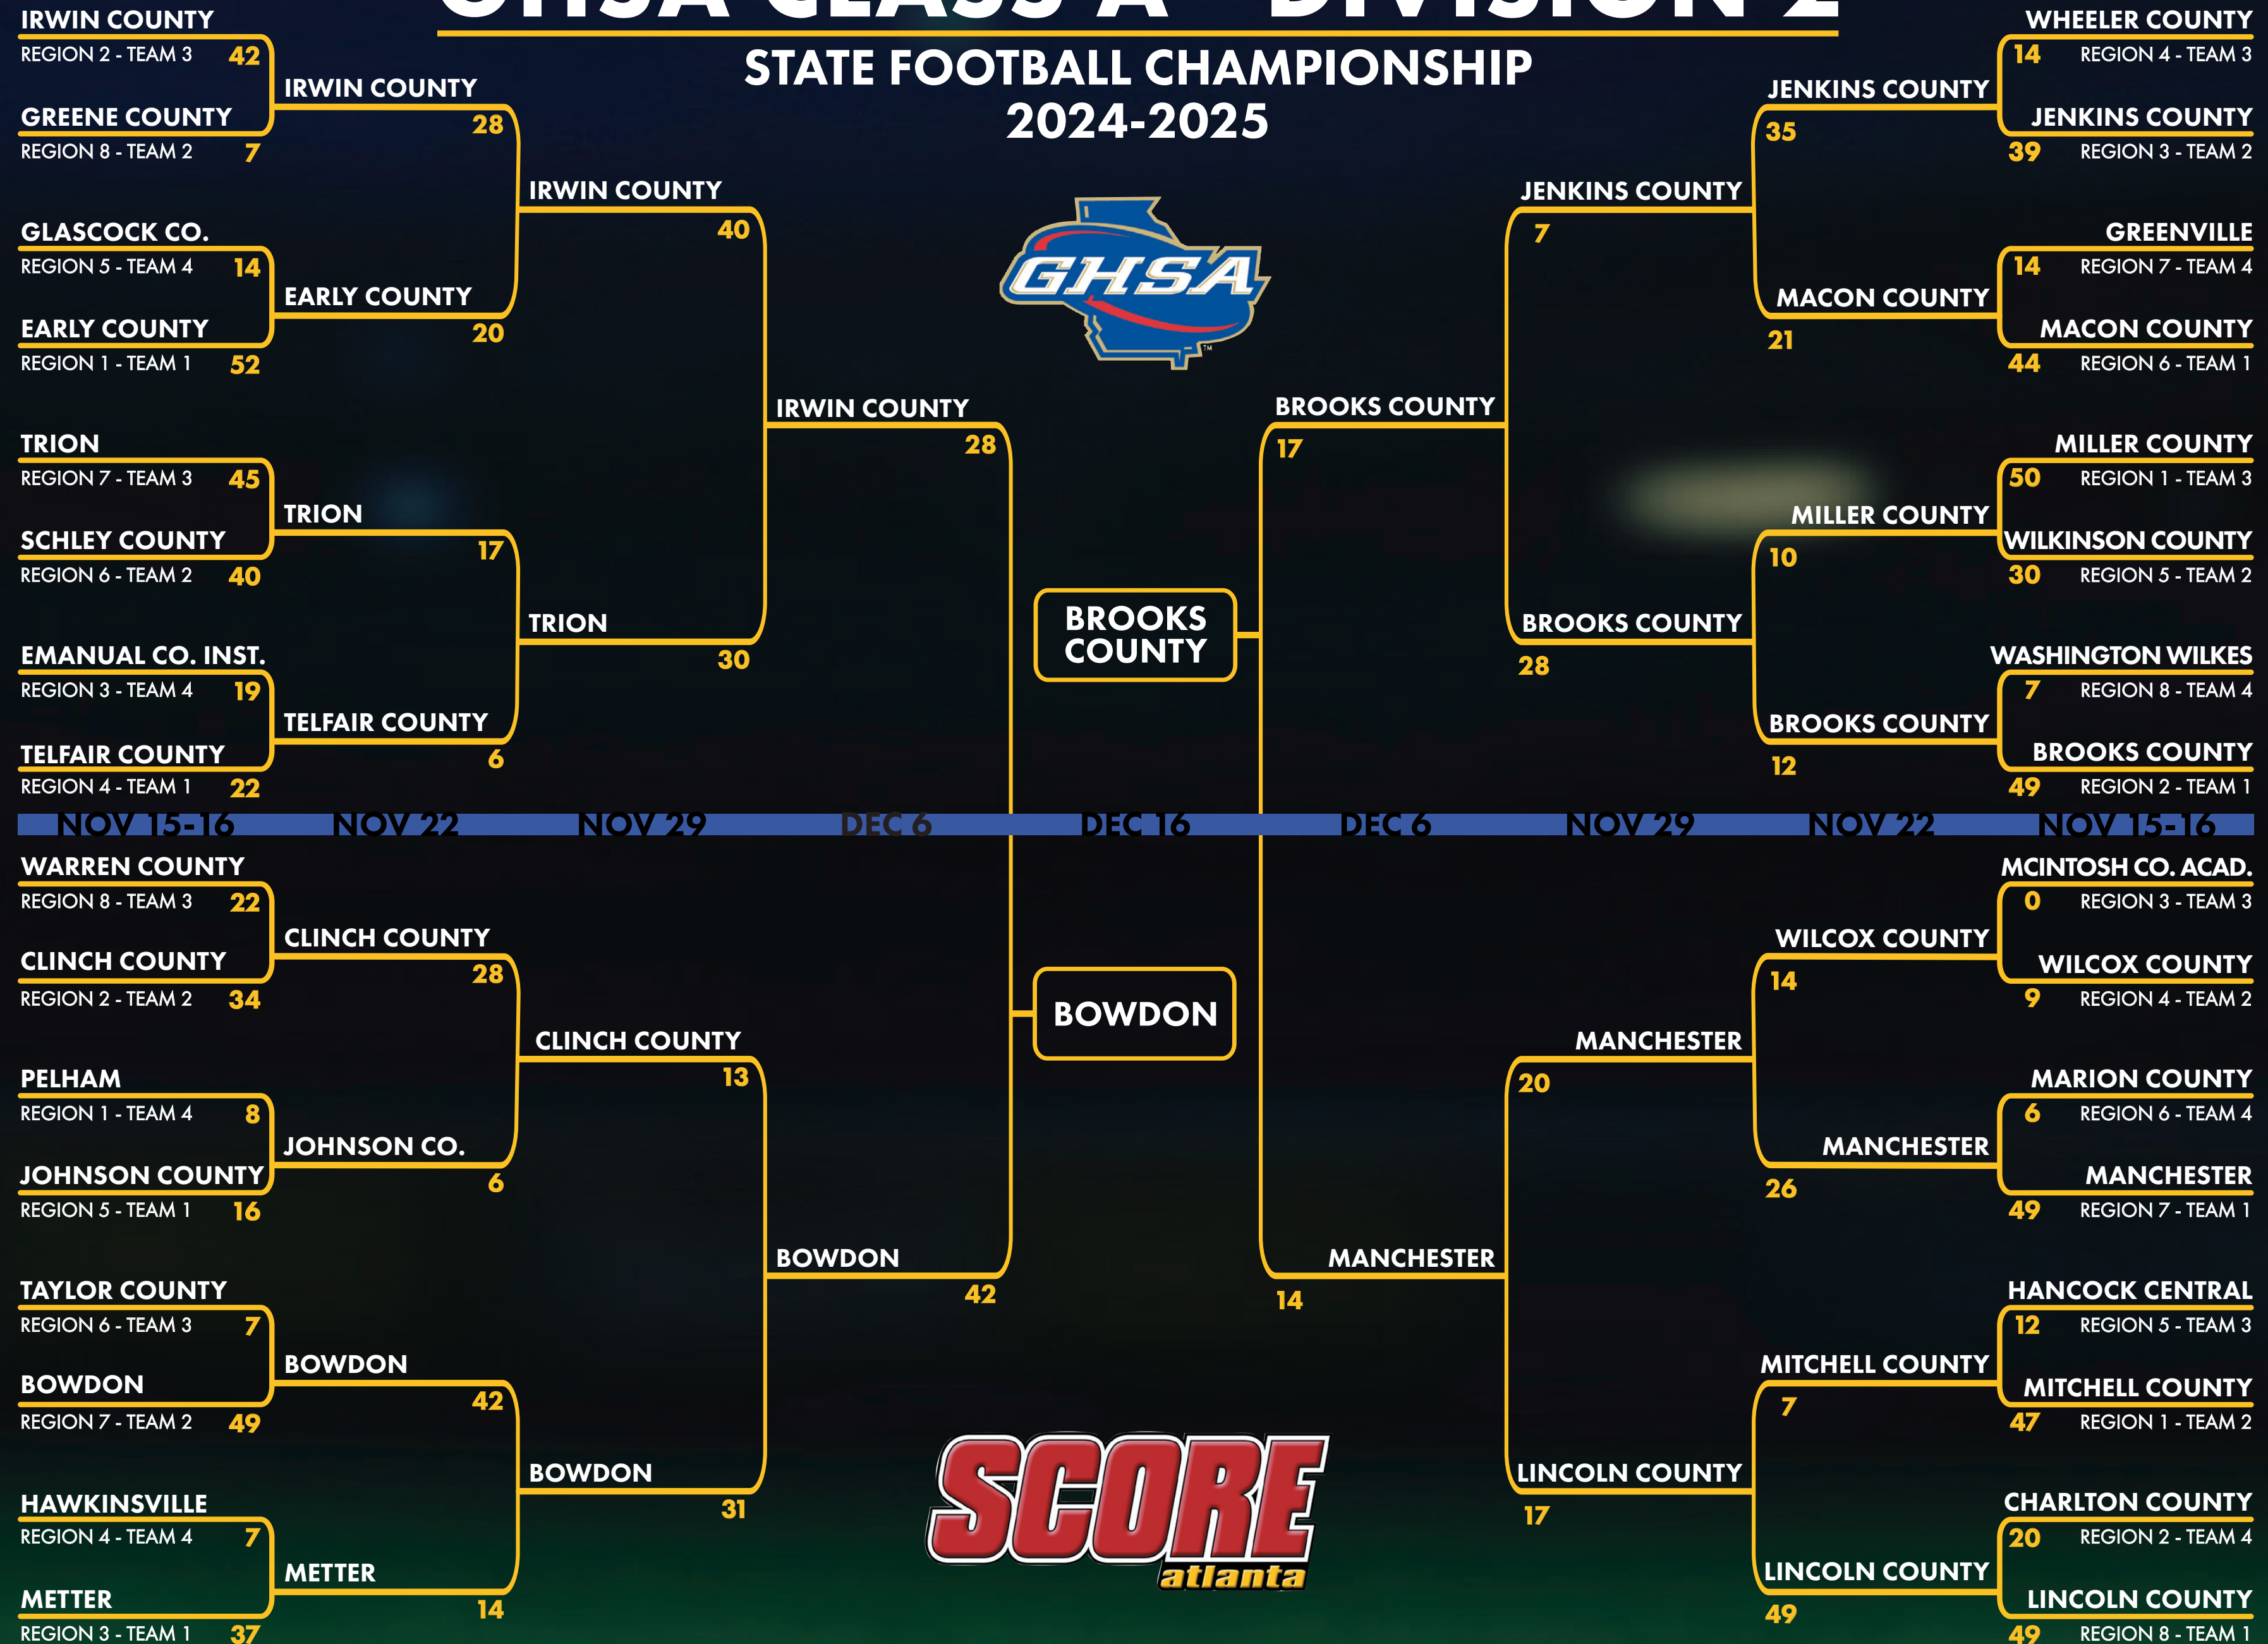 GHSA CLASS A - DIVISION 2
STATE FOOTBALL CHAMPIONSHIP
2024-2025
IRWIN COUNTY
REGION 2 - TEAM 3 42
GREENE COUNTY
REGION 8 - TEAM 2 7
GLASCOCK CO.
REGION 5 - TEAM 4 14
EARLY COUNTY
REGION 1 - TEAM 1 52
TRION
REGION 7 - TEAM 3 45
SCHLEY COUNTY
REGION 6 - TEAM 2 40
EMANUAL CO. INST.
REGION 3 - TEAM 4 19
TELFAIR COUNTY
REGION 4 - TEAM 1 22
IRWIN COUNTY
28
EARLY COUNTY
20
TRION
17
TELFAIR COUNTY
6
IRWIN COUNTY
40
TRION
30
IRWIN COUNTY
28
GHSA
TM
BROOKS
COUNTY
BROOKS COUNTY
17
JENKINS COUNTY
7
BROOKS COUNTY
28
JENKINS COUNTY
35
MACON COUNTY
21
MILLER COUNTY
10
BROOKS COUNTY
12
WHEELER COUNTY
14 REGION 4 - TEAM 3
JENKINS COUNTY
39 REGION 3 - TEAM 2
GREENVILLE
14 REGION 7 - TEAM 4
MACON COUNTY
44 REGION 6 - TEAM 1
MILLER COUNTY
50 REGION 1 - TEAM 3
WILKINSON COUNTY
30 REGION 5 - TEAM 2
WASHINGTON WILKES
7 REGION 8 - TEAM 4
BROOKS COUNTY
49 REGION 2 - TEAM 1
NOV 15-16 NOV 22 NOV 29 DEC 6 DEC 16 DEC 6 NOV 29 NOV 22 NOV 15-16
WARREN COUNTY
REGION 8 - TEAM 3 22
CLINCH COUNTY
REGION 2 - TEAM 2 34
PELHAM
REGION 1 - TEAM 4 8
JOHNSON COUNTY
REGION 5 - TEAM 1 16
TAYLOR COUNTY
REGION 6 - TEAM 3 7
BOWDON
REGION 7 - TEAM 2 49
HAWKINSVILLE
REGION 4 - TEAM 4 7
METTER
REGION 3 - TEAM 1 37
CLINCH COUNTY
28
JOHNSON CO.
6
BOWDON
42
METTER
14
CLINCH COUNTY
13
BOWDON
31
BOWDON
42
BOWDON
SCORE
atlanta
MANCHESTER
14
MANCHESTER
20
LINCOLN COUNTY
17
WILCOX COUNTY
14
MANCHESTER
26
MITCHELL COUNTY
7
LINCOLN COUNTY
49
MCINTOSH CO. ACAD.
0 REGION 3 - TEAM 3
WILCOX COUNTY
9 REGION 4 - TEAM 2
MARION COUNTY
6 REGION 6 - TEAM 4
MANCHESTER
49 REGION 7 - TEAM 1
HANCOCK CENTRAL
12 REGION 5 - TEAM 3
MITCHELL COUNTY
47 REGION 1 - TEAM 2
CHARLTON COUNTY
20 REGION 2 - TEAM 4
LINCOLN COUNTY
49 REGION 8 - TEAM 1